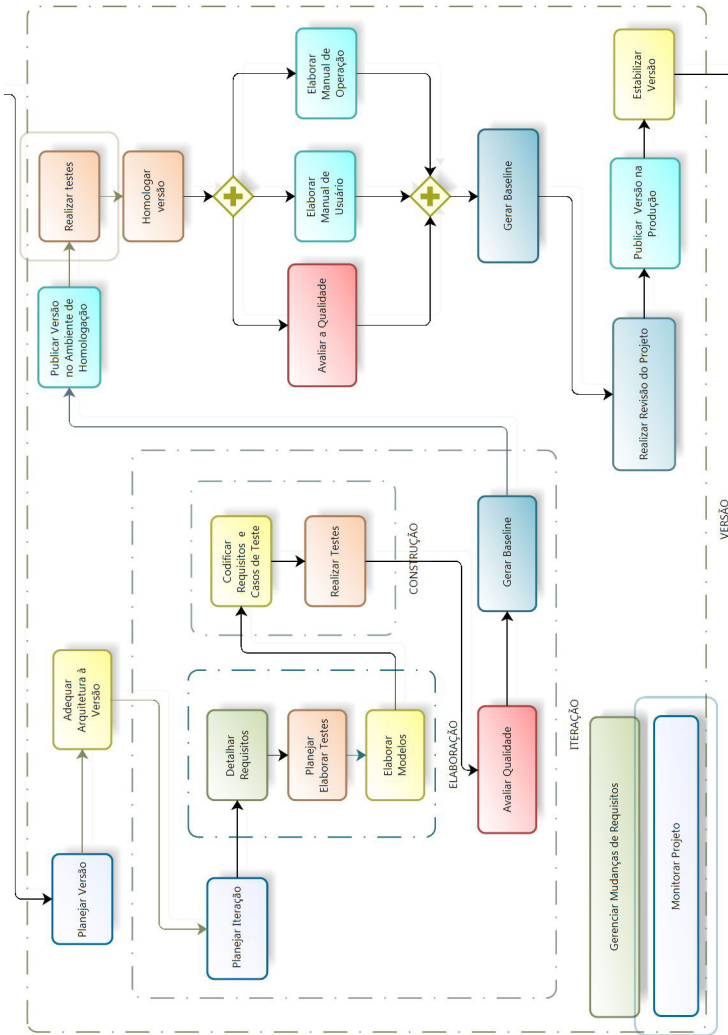 Planejar Versão
Adequar
Arquitetura à
Versão
Planejar Iteração
Detalhar
Requisitos
Planejar
Elaborar Testes
Elaborar
Modelos
ELABORAÇÃO
Codificar
Requisitos e
Casos de Teste
Realizar Testes
CONSTRUÇÃO
Avaliar Qualidade
Gerar Baseline
ITERAÇÃO
Publicar Versão
no Ambiente de
Homologação
Realizar testes
Homologar
versão
Avaliar a Qualidade
Elaborar
Manual de
Usuário
Elaborar
Manual de
Operação
Gerar Baseline
Realizar Revisão do Projeto
Publicar Versão na
Produção
Estabilizar
Versão
Gerenciar Mudanças de Requisitos
Monitorar Projeto
VERSÃO